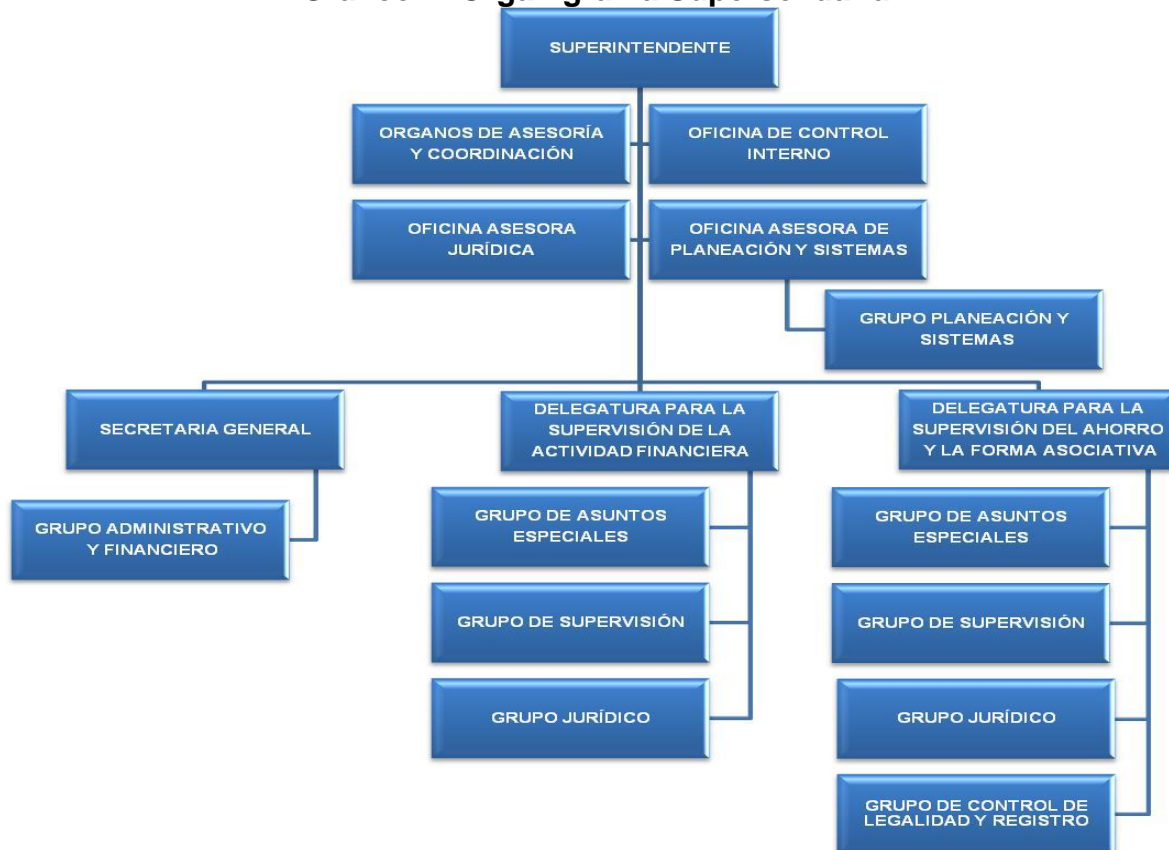 SUPERINTENDENTE
ORGANOS DE ASESORÍA
Y COORDINACIÓN
OFICINA DE CONTROL
INTERNO
OFICINA ASESORA
JURÍDICA
OFICINA ASESORA DE
PLANEACIÓN Y SISTEMAS
GRUPO PLANEACIÓN Y
SISTEMAS
SECRETARIA GENERAL
GRUPO ADMINISTRATIVO
Y FINANCIERO
DELEGATURA PARA LA
SUPERVISIÓN DE LA
ACTIVIDAD FINANCIERA
GRUPO DE ASUNTOS
ESPECIALES
GRUPO DE SUPERVISIÓN
GRUPO JURÍDICO
DELEGATURA PARA LA
SUPERVISIÓN DEL AHORRO
Y LA FORMA ASOCIATIVA
GRUPO DE ASUNTOS
ESPECIALES
GRUPO DE SUPERVISIÓN
GRUPO JURÍDICO
GRUPO DE CONTROL DE
LEGALIDAD Y REGISTRO